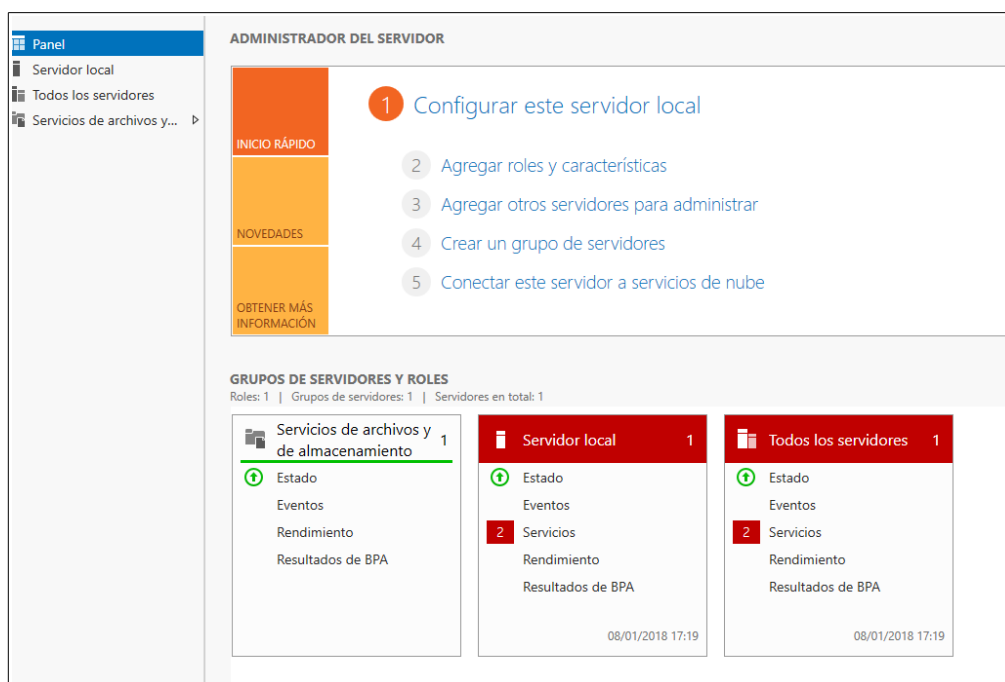 Panel
Servidor local
Todos los servidores
Servicios de archivos y...
ADMINISTRADOR DEL SERVIDOR
INICIO RÁPIDO
NOVEDADES
OBTENER MÁS
INFORMACIÓN
1 Configurar este servidor local
2 Agregar roles y características
3 Agregar otros servidores para administrar
4 Crear un grupo de servidores
5 Conectar este servidor a servicios de nube
GRUPOS DE SERVIDORES Y ROLES
Roles: 1 | Grupos de servidores: 1 | Servidores en total: 1
Servicios de archivos y
de almacenamiento 1
Estado
Eventos
Rendimiento
Resultados de BPA
Servidor local 1
Estado
Eventos
2 Servicios
Rendimiento
Resultados de BPA
08/01/2018 17:19
Todos los servidores 1
Estado
Eventos
2 Servicios
Rendimiento
Resultados de BPA
08/01/2018 17:19